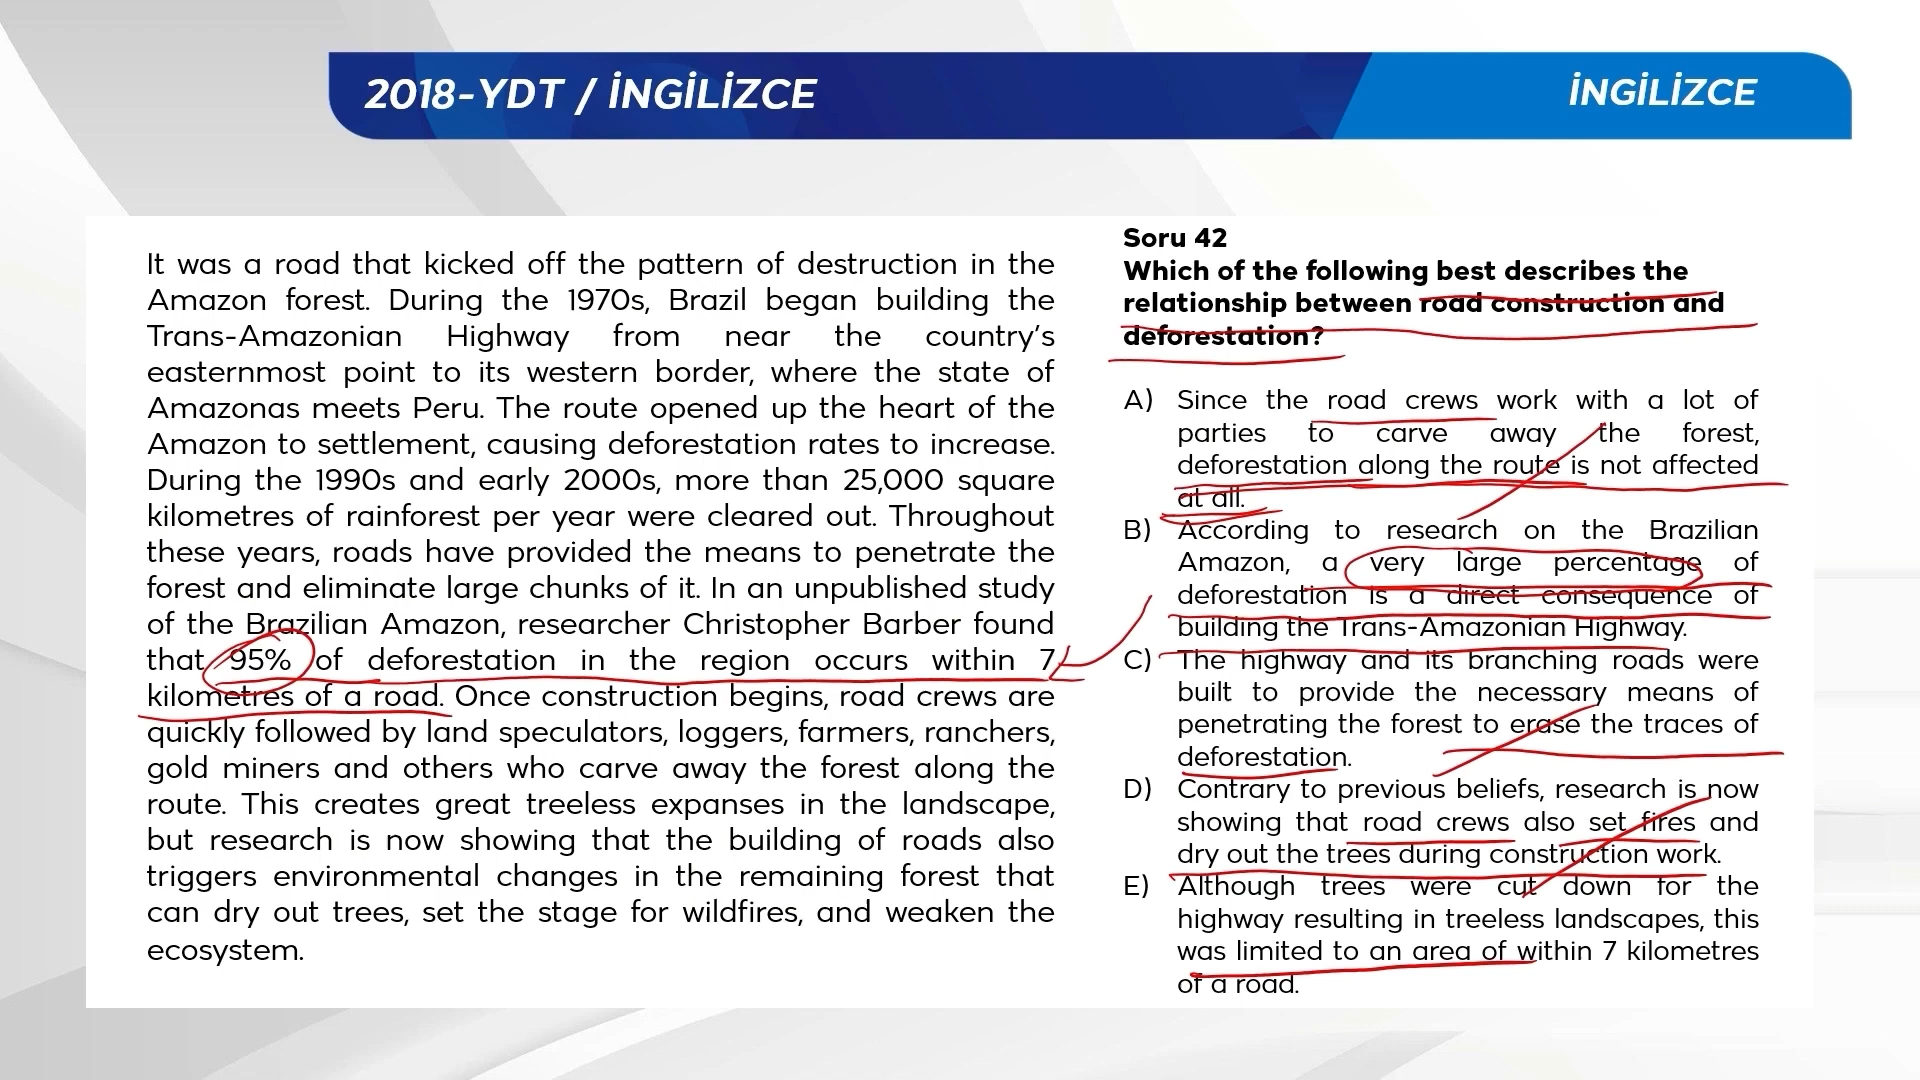 2018-YDT / İNGİLİZCE
İNGİLİZCE
It was a road that kicked off the pattern of destruction in the
Amazon forest. During the 1970s, Brazil began building the
Trans-Amazonian Highway from near the country's
easternmost point to its western border, where the state of
Amazonas meets Peru. The route opened up the heart of the
Amazon to settlement, causing deforestation rates to increase.
During the 1990s and early 2000s, more than 25,000 square
kilometres of rainforest per year were cleared out. Throughout
these years, roads have provided the means to penetrate the
forest and eliminate large chunks of it. In an unpublished study
of the Brazilian Amazon, researcher Christopher Barber found
that 95% of deforestation in the region occurs within 7
kilometres of a road. Once construction begins, road crews are
quickly followed by land speculators, loggers, farmers, ranchers,
gold miners and others who carve away the forest along the
route. This creates great treeless expanses in the landscape,
but research is now showing that the building of roads also
triggers environmental changes in the remaining forest that
can dry out trees, set the stage for wildfires, and weaken the
ecosystem.
Soru 42
Which of the following best describes the
relationship between road construction and
deforestation?
A) Since the road crews work with a lot of
parties to carve away the forest,
deforestation along the route is not affected
at all.
B) According to research on the Brazilian
Amazon, a very large percentage of
deforestation is a direct consequence of
building the Trans-Amazonian Highway.
C) The highway and its branching roads were
built to provide the necessary means of
penetrating the forest to erase the traces of
deforestation.
D) Contrary to previous beliefs, research is now
showing that road crews also set fires and
dry out the trees during construction work.
E) Although trees were cut down for the
highway resulting in treeless landscapes, this
was limited to an area of within 7 kilometres
of a road.